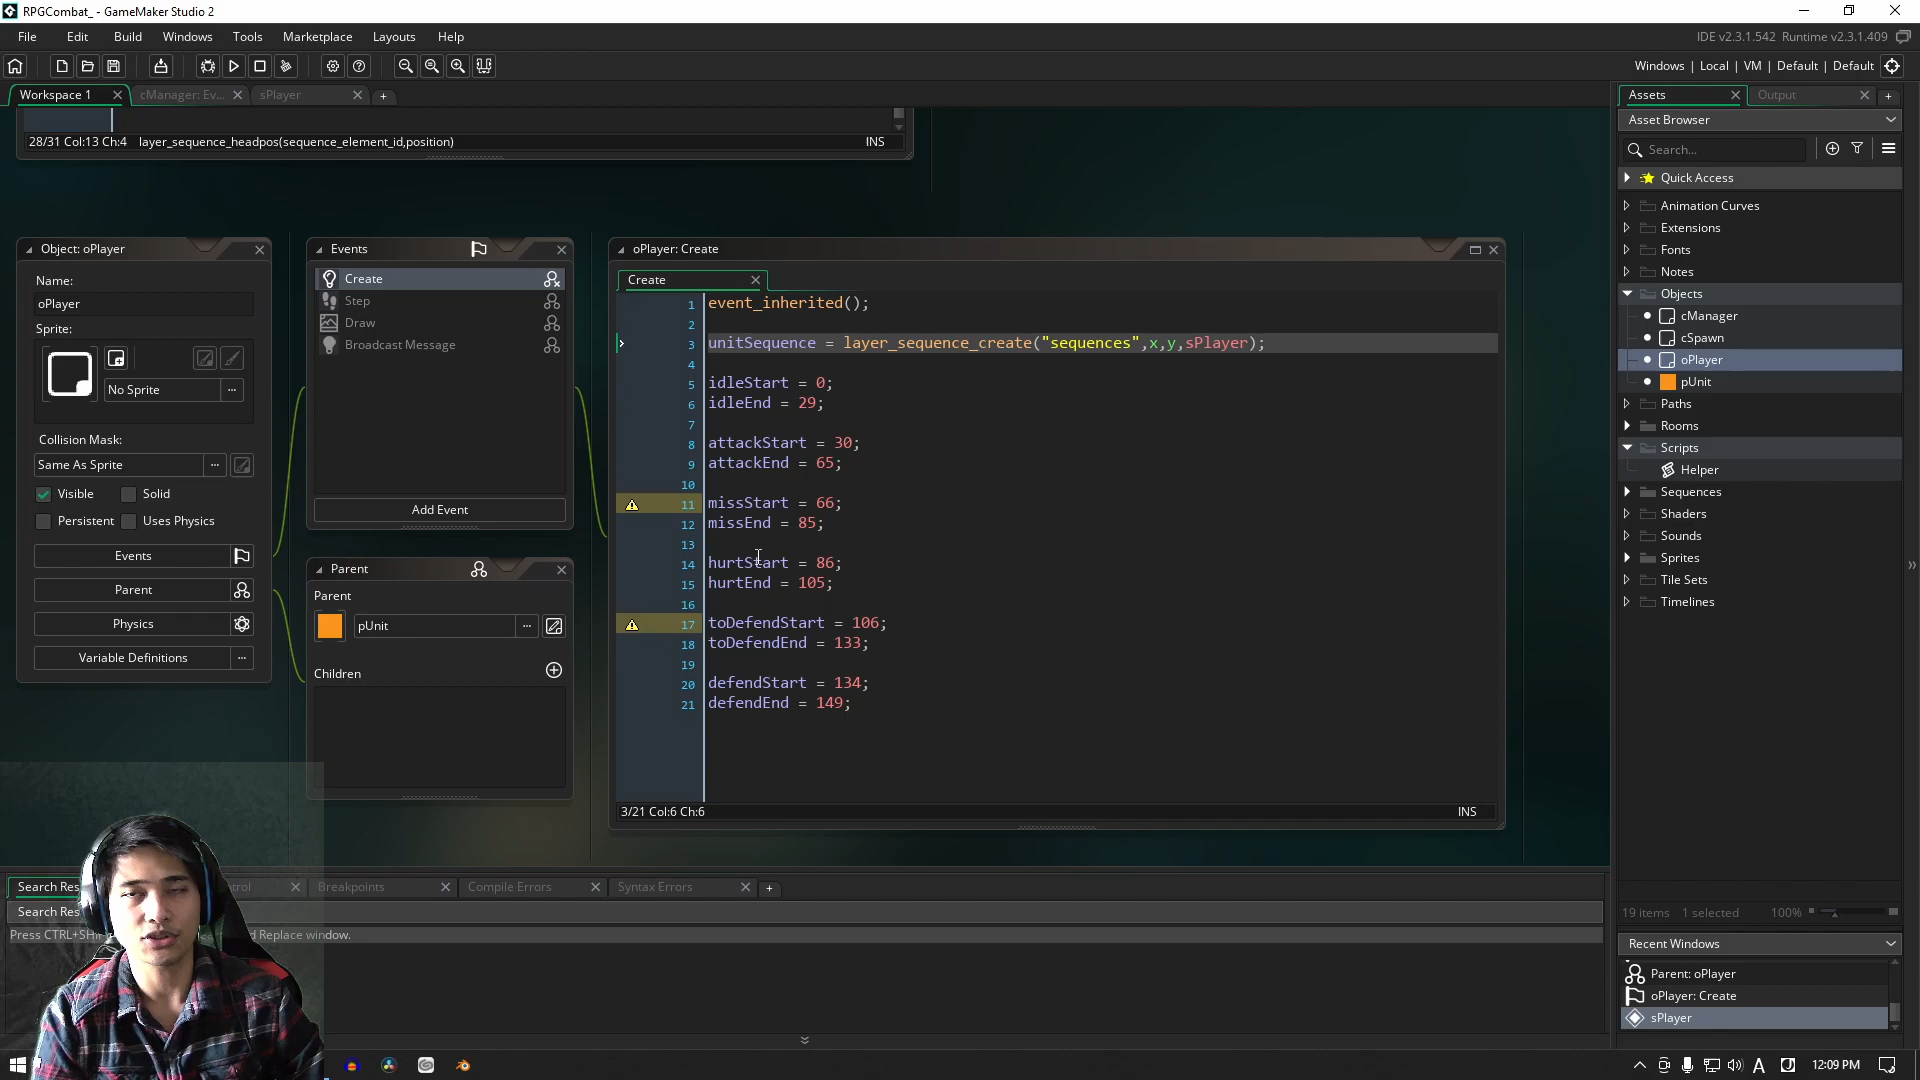 RPGCombat_ - GameMaker Studio 2
File Edit Build Windows Tools Marketplace Layouts Help
IDE v2.3.1.542 Runtime v2.3.1.409
Windows | Local | VM | Default | Default
Workspace 1 cManager: Ev... sPlayer
28/31 Col:13 Ch:4 layer_sequence_headpos(sequence_element_id,position) INS
Object: oPlayer
Name:
oPlayer
Sprite:
No Sprite
Collision Mask:
Same As Sprite
Visible Solid
Persistent Uses Physics
Events
Parent
Physics
Variable Definitions
Events
Create
Step
Draw
Broadcast Message
Add Event
Parent
Parent
pUnit
Children
oPlayer: Create
Create
1 event_inherited();
2
3 unitSequence = layer_sequence_create("sequences",x,y,sPlayer);
4
5 idleStart = 0;
6 idleEnd = 29;
7
8 attackStart = 30;
9 attackEnd = 65;
10
11 missStart = 66;
12 missEnd = 85;
13
14 hurtStart = 86;
15 hurtEnd = 105;
16
17 toDefendStart = 106;
18 toDefendEnd = 133;
19
20 defendStart = 134;
21 defendEnd = 149;
3/21 Col:6 Ch:6 INS
Assets Output
Asset Browser
Search...
Quick Access
Animation Curves
Extensions
Fonts
Notes
Objects
cManager
cSpawn
oPlayer
pUnit
Paths
Rooms
Scripts
Helper
Sequences
Shaders
Sounds
Sprites
Tile Sets
Timelines
19 items 1 selected 100%
Recent Windows
Parent: oPlayer
oPlayer: Create
sPlayer
Search Res Breakpoints Compile Errors Syntax Errors
Search Res
Press CTRL+SH Replace window.
A 12:09 PM